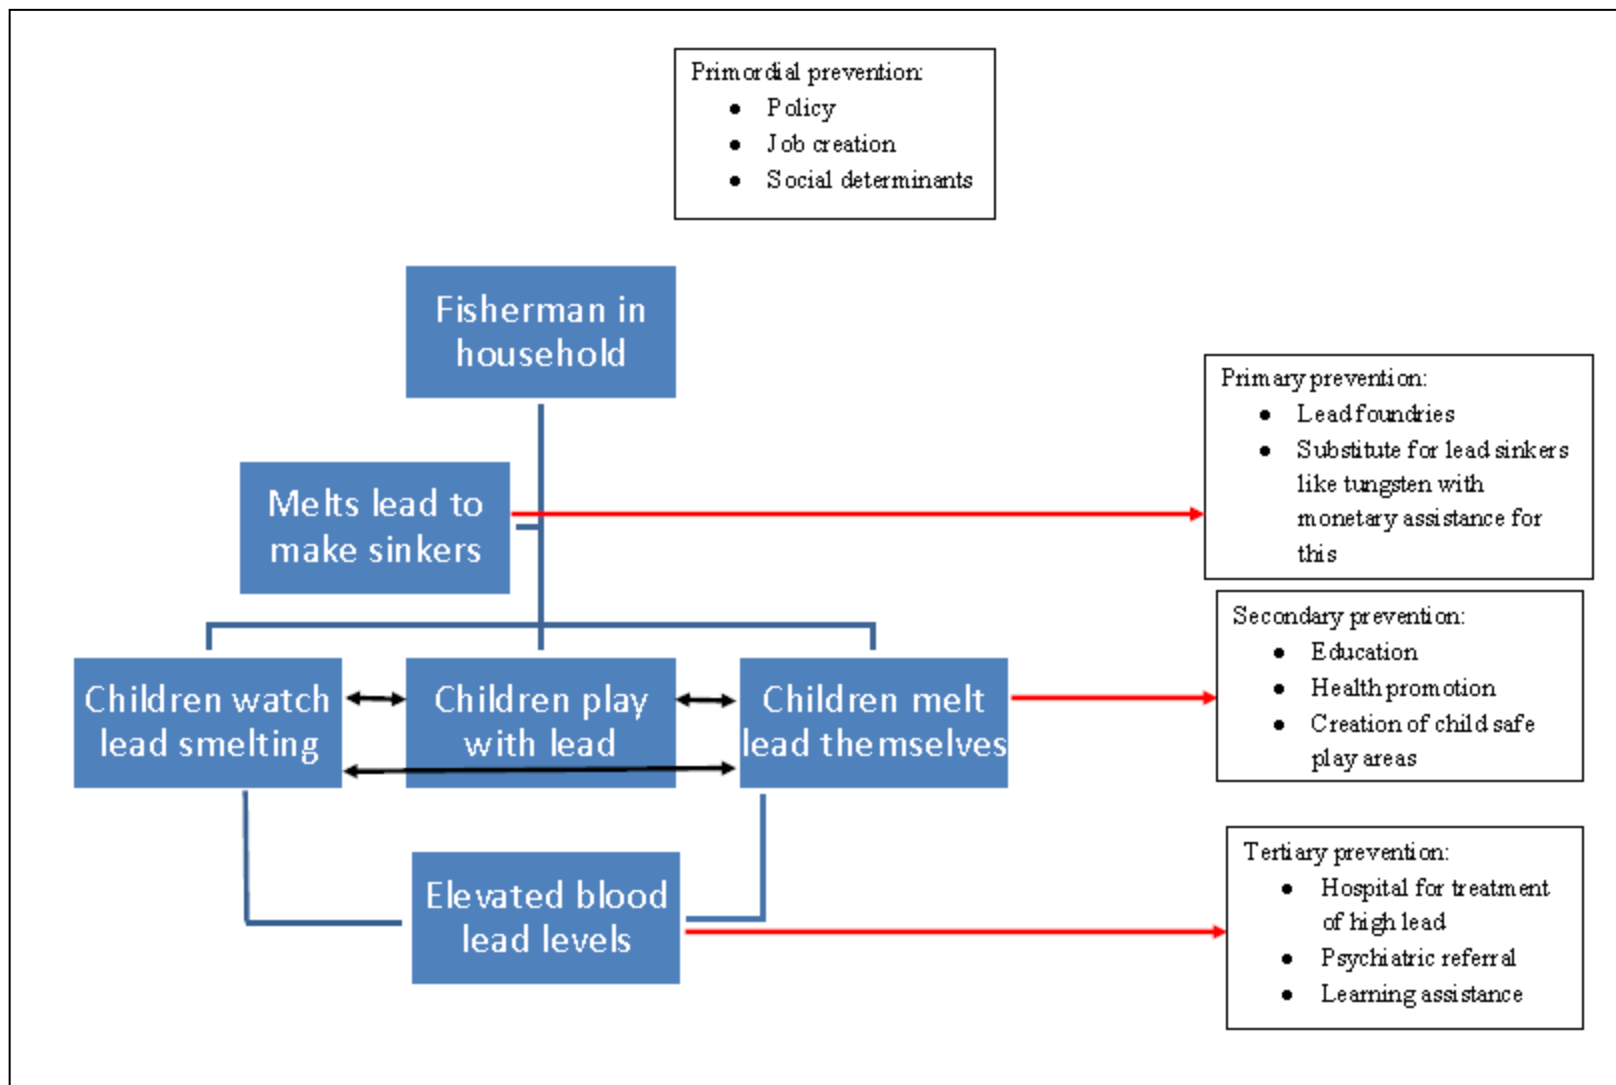 Primordial prevention:
● Policy
● Job creation
● Social determinants
Fisherman in
household
Melts lead to
make sinkers
Primary prevention:
● Lead foundries
● Substitute for lead sinkers
like tungsten with
monetary assistance for
this
Children watch
lead smelting
Children play
with lead
Children melt
lead themselves
Secondary prevention:
● Education
● Health promotion
● Creation of child safe
play areas
Elevated blood
lead levels
Tertiary prevention:
● Hospital for treatment
of high lead
● Psychiatric referral
● Learning assistance